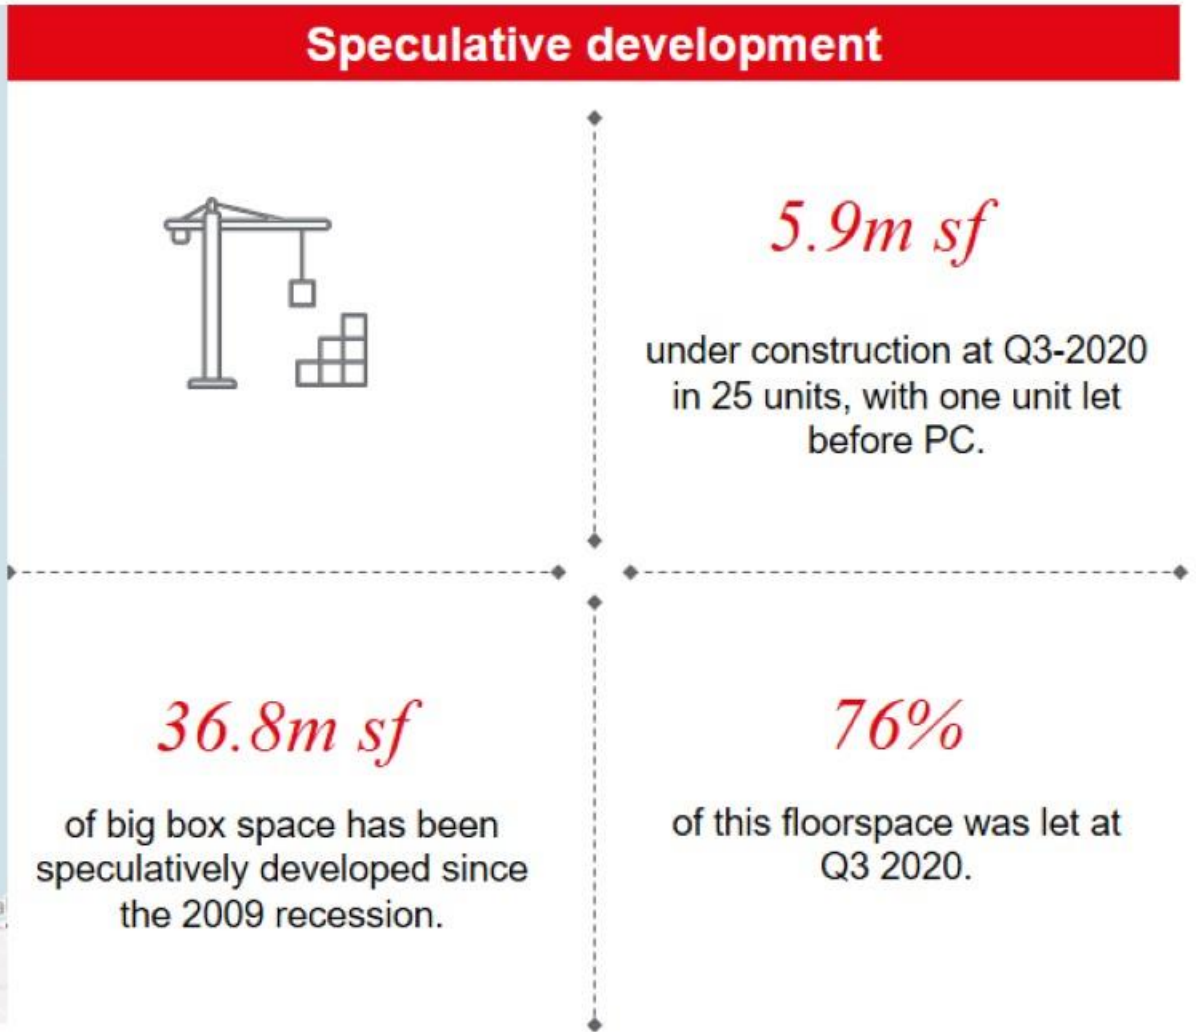 Speculative development
5.9m sf
under construction at Q3-2020
in 25 units, with one unit let
before PC.
36.8m sf
of big box space has been
speculatively developed since
the 2009 recession.
76%
of this floorspace was let at
Q3 2020.